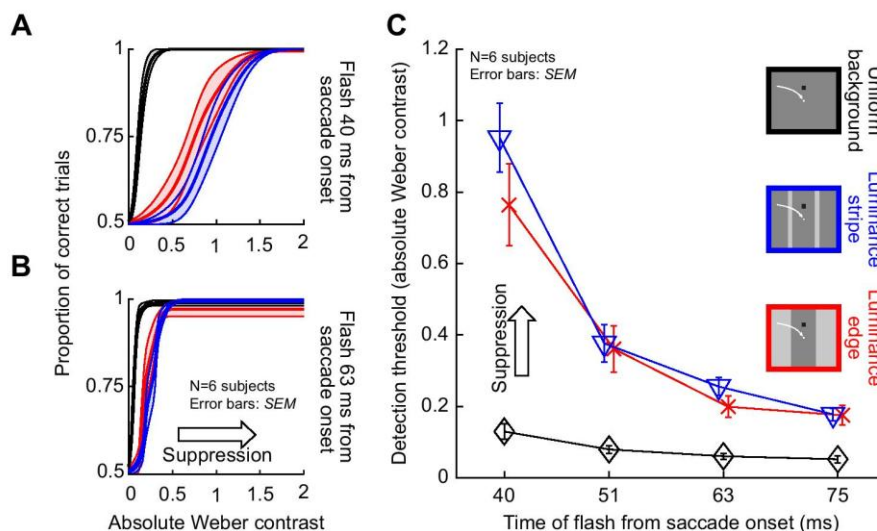 A
Proportion of correct trials
1
0.75
0.5
0
0.5
1
1.5
2
Flash 40 ms from
saccade onset
B
1
0.75
0.5
N=6 subjects
Error bars: SEM
Suppression
0
0.5
1
1.5
2
Absolute Weber contrast
Flash 63 ms from
saccade onset
C
Detection threshold (absolute Weber contrast)
1.2
1
0.8
0.6
0.4
0.2
0
N=6 subjects
Error bars: SEM
Suppression
40
51
63
75
Time of flash from saccade onset (ms)
Uniform
background
Luminance
stripe
Luminance
edge